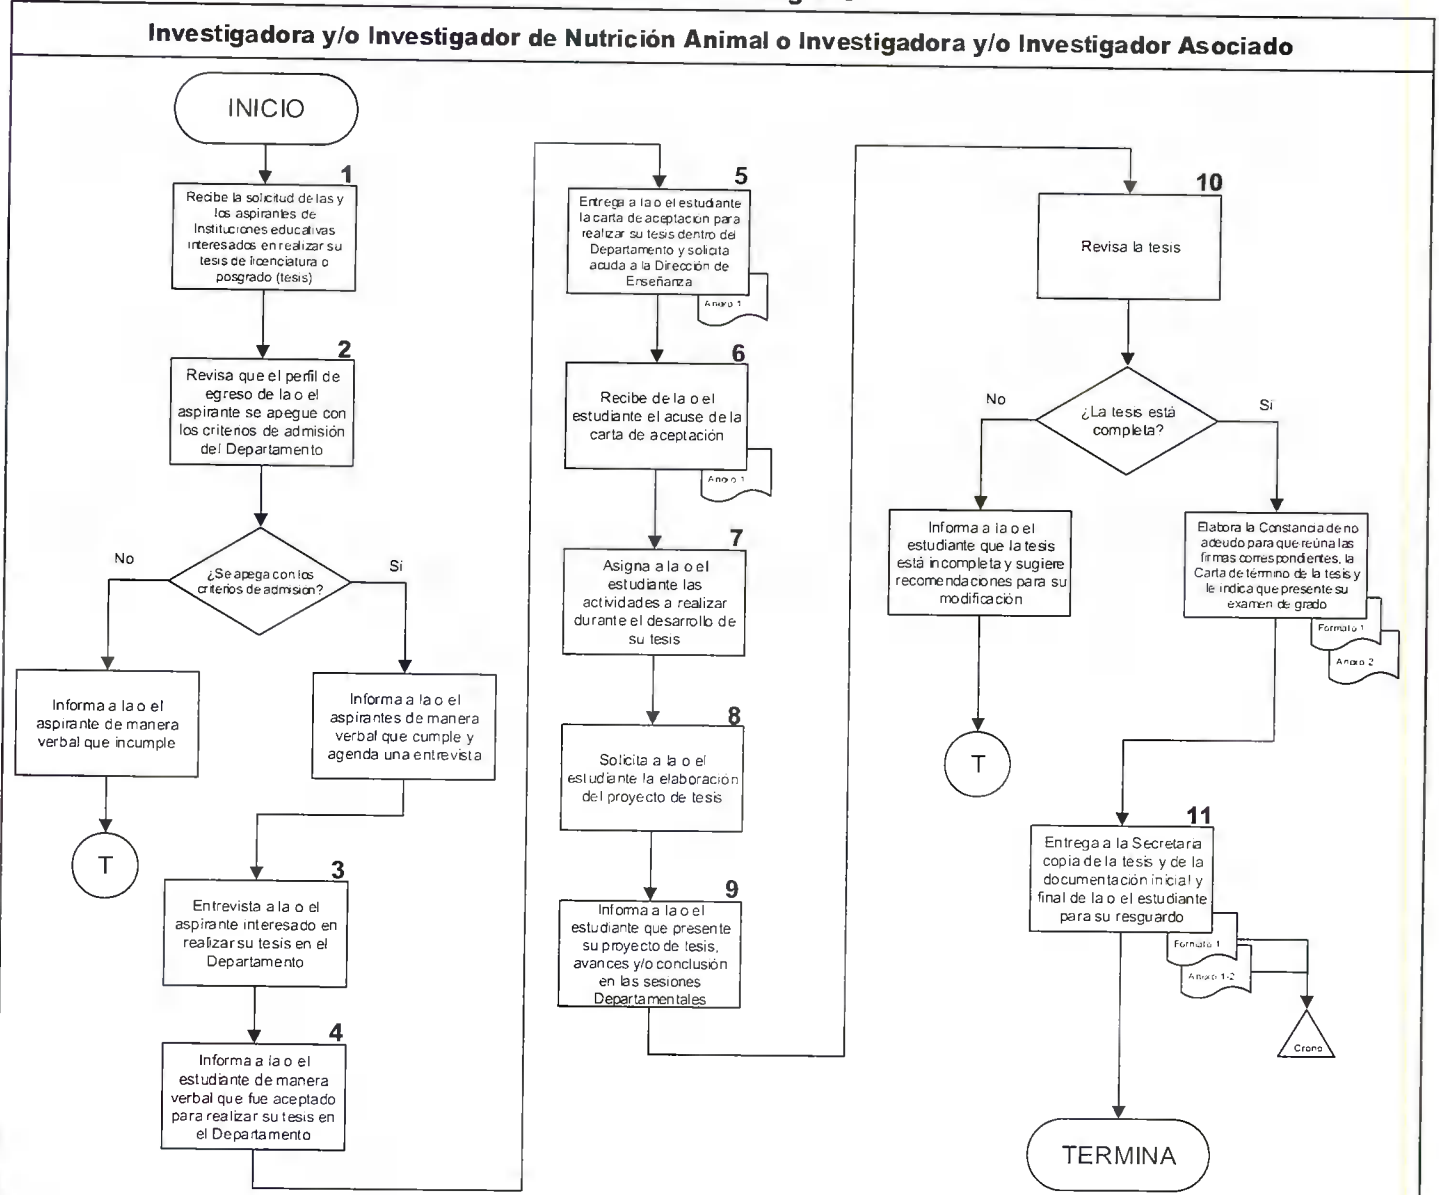 Investigadora y/o Investigador de Nutrición Animal o Investigadora y/o Investigador Asociado
INICIO
1
Recibe la solicitud de las y
los aspirantes de
Instituciones educativas
interesados en realizar su
tesis de licenciatura o
posgrado (tesis)
2
Revisa que el perfil de
egreso de la o el
aspirante se apegue con
los criterios de admisión
del Departamento
¿Se apega con los
criterios de admisión?
No
Sí
Informa a la o el
aspirante de manera
verbal que incumple
T
Informa a la o el
aspirantes de manera
verbal que cumple y
agenda una entrevista
3
Entrevista a la o el
aspirante interesado en
realizar su tesis en el
Departamento
4
Informa a la o el
estudiante de manera
verbal que fue aceptado
para realizar su tesis en
el Departamento
5
Entrega a la o el estudiante
la carta de aceptación para
realizar su tesis dentro del
Departamento y solicita
acuda a la Dirección de
Enseñanza
Anexo 1
6
Recibe de la o el
estudiante el acuse de la
carta de aceptación
Anexo 1
7
Asigna a la o el
estudiante las
actividades a realizar
durante el desarrollo de
su tesis
8
Solicita a la o el
estudiante la elaboración
del proyecto de tesis
9
Informa a la o el
estudiante que presente
su proyecto de tesis,
avances y/o conclusión
en las sesiones
Departamentales
10
Revisa la tesis
¿La tesis está
completa?
No
Sí
Informa a la o el
estudiante que la tesis
está incompleta y sugiere
recomendaciones para su
modificación
T
Elabora la Constancia de no
adeudo para que reúna las
firmas correspondientes, la
Carta de término de la tesis y
le indica que presente su
examen de grado
Formato 1
Anexo 2
11
Entrega a la Secretaria
copia de la tesis y de la
documentación inicial y
final de la o el estudiante
para su resguardo
Formato 1
Anexo 1-2
Crono
TERMINA